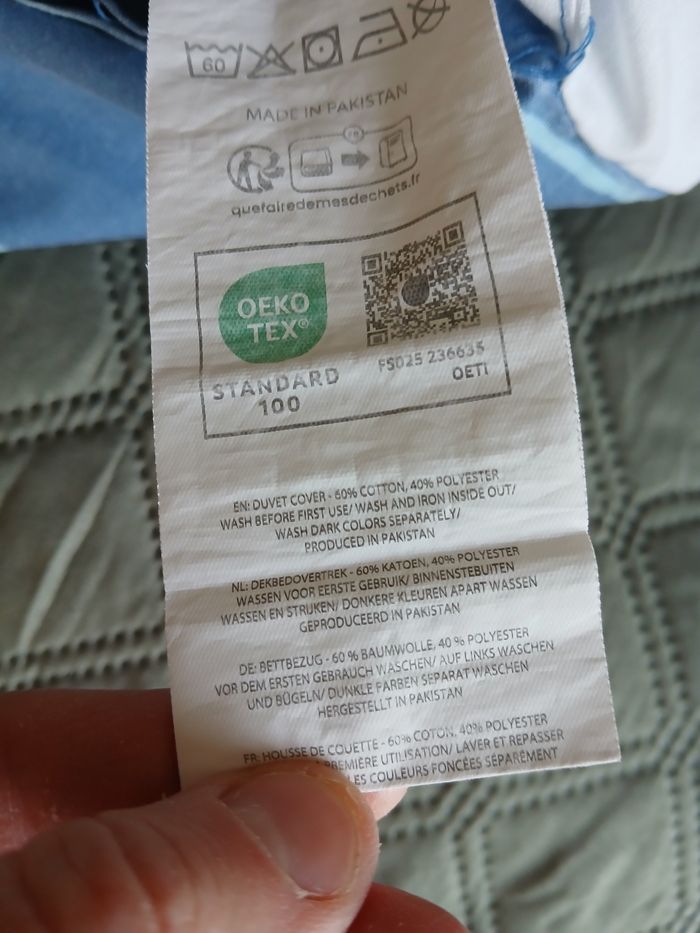 60
MADE IN PAKISTAN
FR
quefairedemesdechets.fr
OEKO
TEX®
STANDARD
100
FS025 236635
OETI
EN: DUVET COVER - 60% COTTON, 40% POLYESTER
WASH BEFORE FIRST USE/ WASH AND IRON INSIDE OUT/
WASH DARK COLORS SEPARATELY/
PRODUCED IN PAKISTAN
NL: DEKBEDOVERTREK - 60% KATOEN, 40% POLYESTER
WASSEN VOOR EERSTE GEBRUIK/ BINNENSTEBUITEN
WASSEN EN STRIJKEN/ DONKERE KLEUREN APART WASSEN
GEPRODUCEERD IN PAKISTAN
DE: BETTBEZUG - 60 % BAUMWOLLE, 40 % POLYESTER
VOR DEM ERSTEN GEBRAUCH WASCHEN/ AUF LINKS WASCHEN
UND BÜGELN/ DUNKLE FARBEN SEPARAT WASCHEN
HERGESTELLT IN PAKISTAN
FR: HOUSSE DE COUETTE - 60% COTON, 40% POLYESTER
PREMIÈRE UTILISATION/ LAVER ET REPASSER
LES COULEURS FONCÉES SÉPARÉMENT